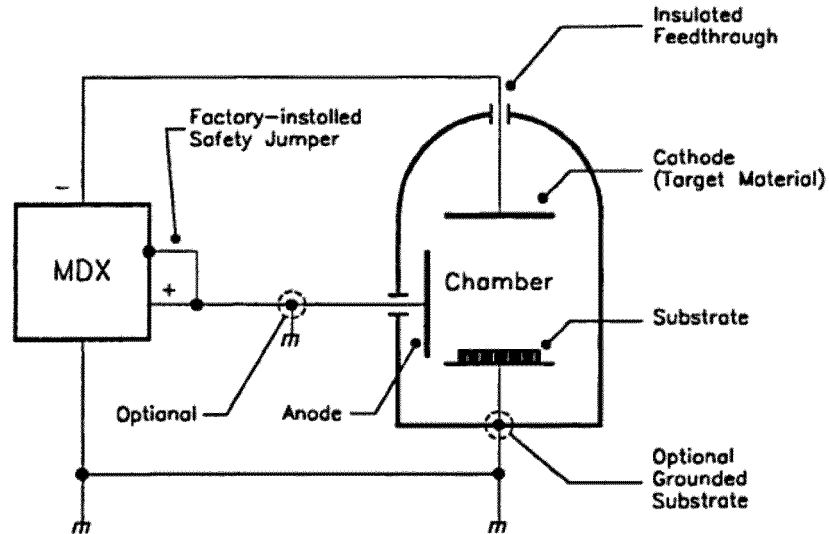 Insulated
Feedthrough
Factory-installed
Safety Jumper
Cathode
(Target Material)
−
MDX
+
Chamber
Substrate
Optional
Anode
Optional
Grounded
Substrate